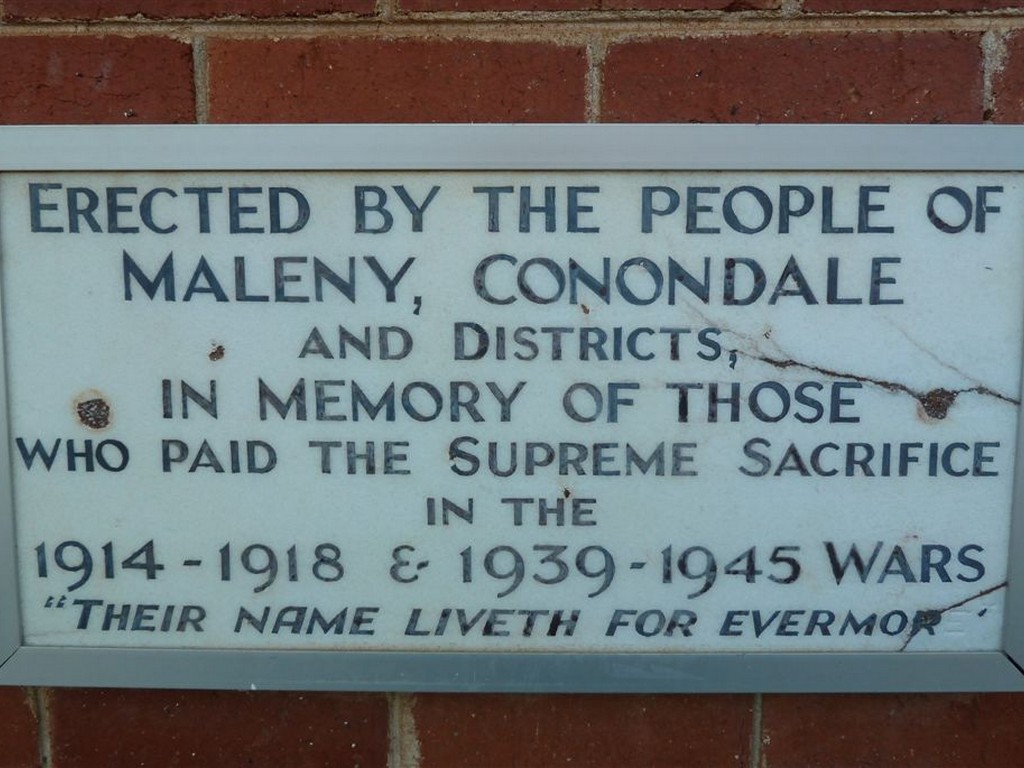 ERECTED BY THE PEOPLE OF
MALENY, CONONDALE
AND DISTRICTS,
IN MEMORY OF THOSE
WHO PAID THE SUPREME SACRIFICE
IN THE
1914 - 1918 & 1939 - 1945 WARS
"THEIR NAME LIVETH FOR EVERMORE"